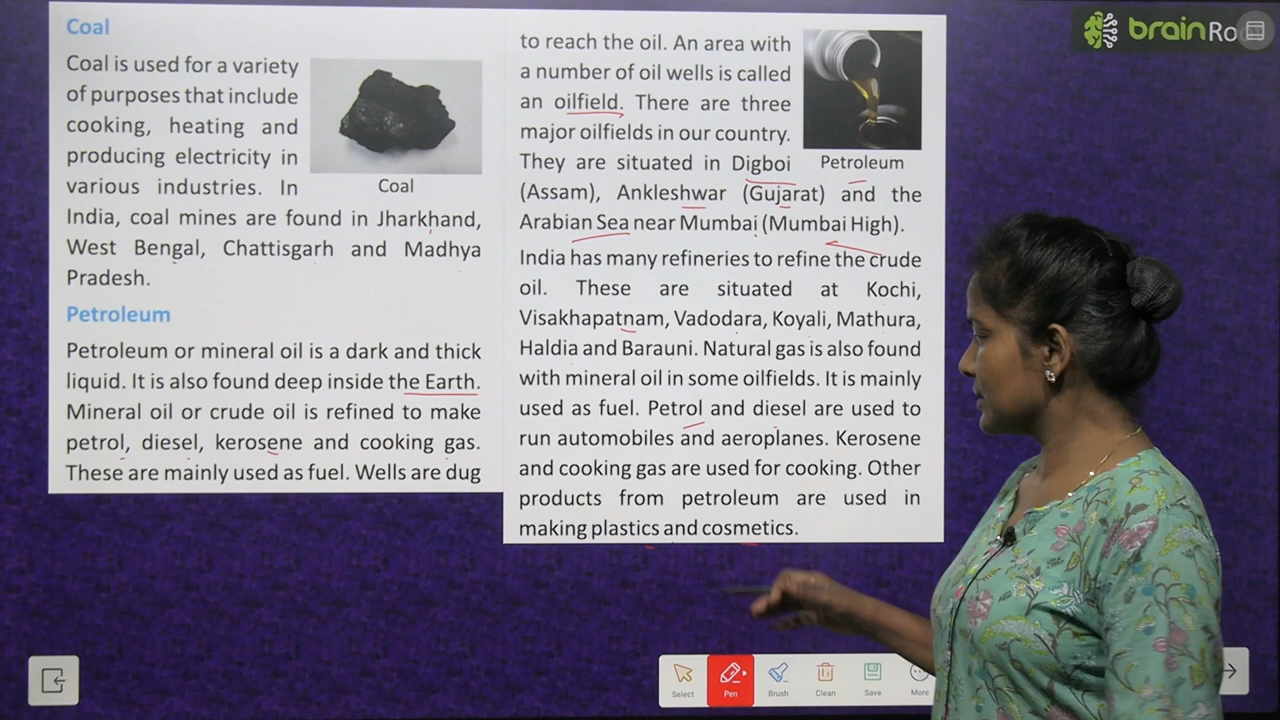 Coal
Coal is used for a variety
of purposes that include
cooking, heating and
producing electricity in
various industries. In
Coal
India, coal mines are found in Jharkhand,
West Bengal, Chattisgarh and Madhya
Pradesh.
Petroleum
Petroleum or mineral oil is a dark and thick
liquid. It is also found deep inside the Earth.
Mineral oil or crude oil is refined to make
petrol, diesel, kerosene and cooking gas.
These are mainly used as fuel. Wells are dug
to reach the oil. An area with
a number of oil wells is called
an oilfield. There are three
major oilfields in our country.
They are situated in Digboi
Petroleum
(Assam), Ankleshwar (Gujarat) and the
Arabian Sea near Mumbai (Mumbai High).
India has many refineries to refine the crude
oil. These are situated at Kochi,
Visakhapatnam, Vadodara, Koyali, Mathura,
Haldia and Barauni. Natural gas is also found
with mineral oil in some oilfields. It is mainly
used as fuel. Petrol and diesel are used to
run automobiles and aeroplanes. Kerosene
and cooking gas are used for cooking. Other
products from petroleum are used in
making plastics and cosmetics.
Select Pen Brush Clean Save More